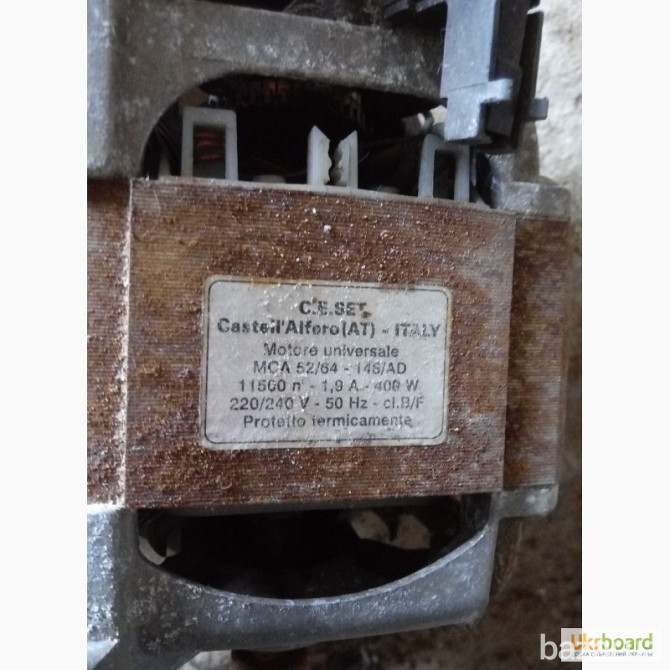 C.E.SET.
Castell'Alfero(AT) - ITALY
Motore universale
MCA 52/64 - 148/AD
11500 n' - 1,9 A - 400 W
220/240 V - 50 Hz - cl.B/F
Protetto termicamente
Ukrboard